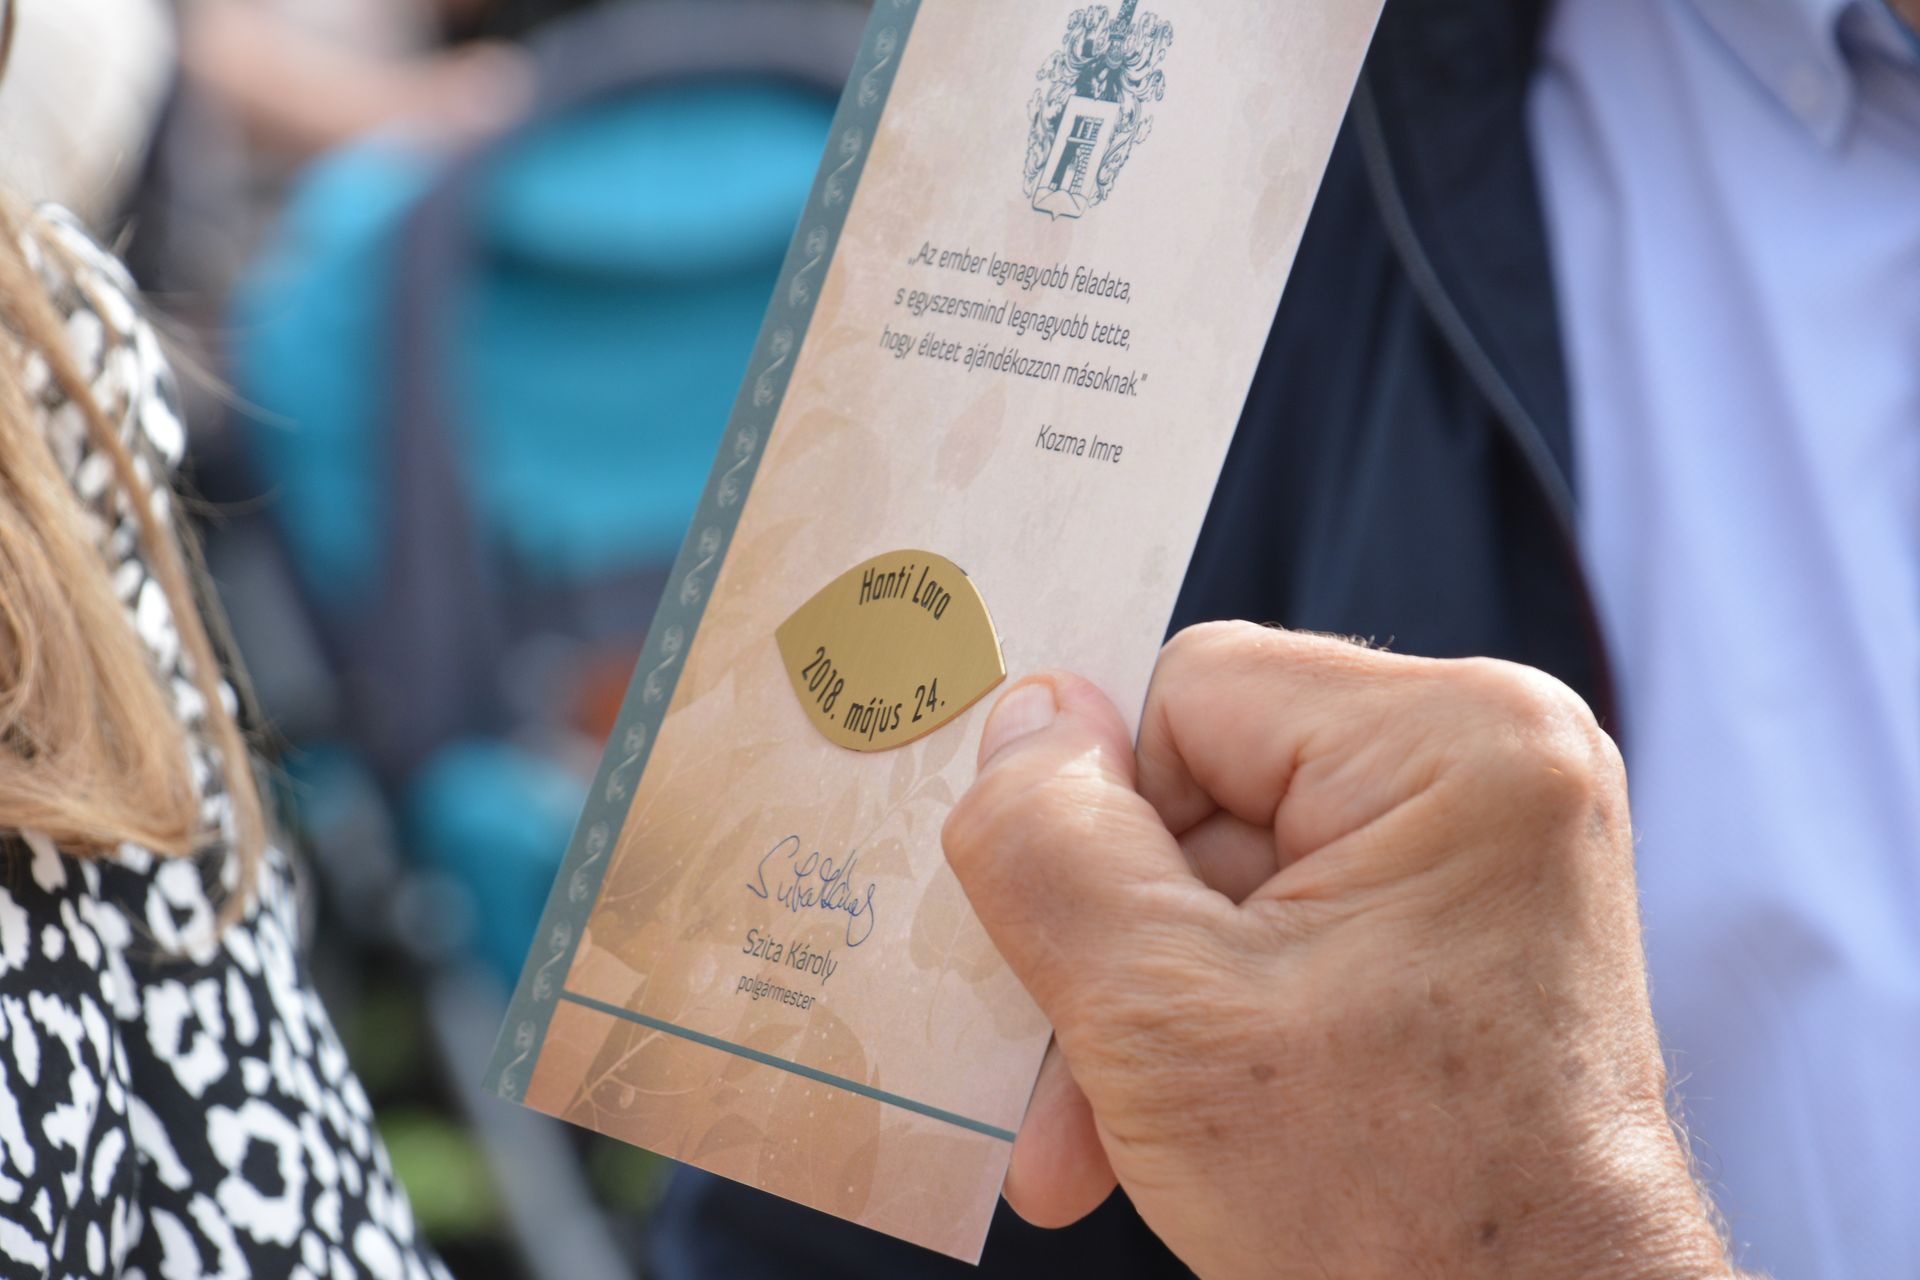 „Az ember legnagyobb feladata,
s egyszersmind legnagyobb tette,
hogy életet ajándékozzon másoknak."
Kozma Imre
Hanti Lara
2018. május 24.
Szita Károly
polgármester